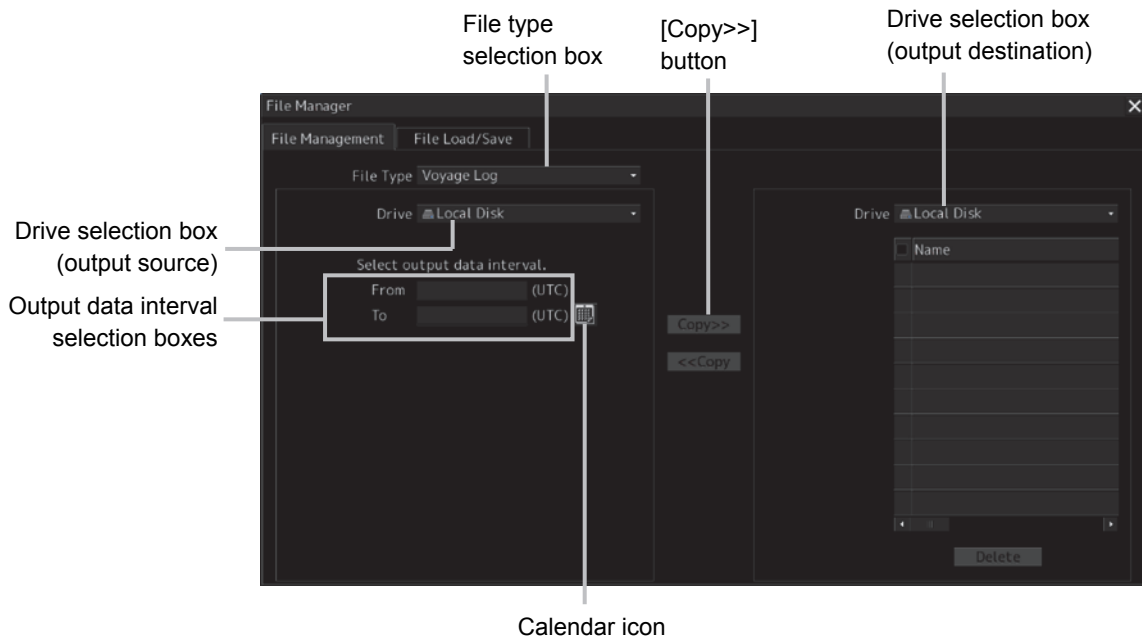 File type
selection box
[Copy>>]
button
Drive selection box
(output destination)
File Manager
File Management
File Load/Save
File Type Voyage Log
Drive Local Disk
Drive Local Disk
Drive selection box
(output source)
Name
Select output data interval.
From (UTC)
To (UTC)
Output data interval
selection boxes
Copy>>
<<Copy
Delete
Calendar icon